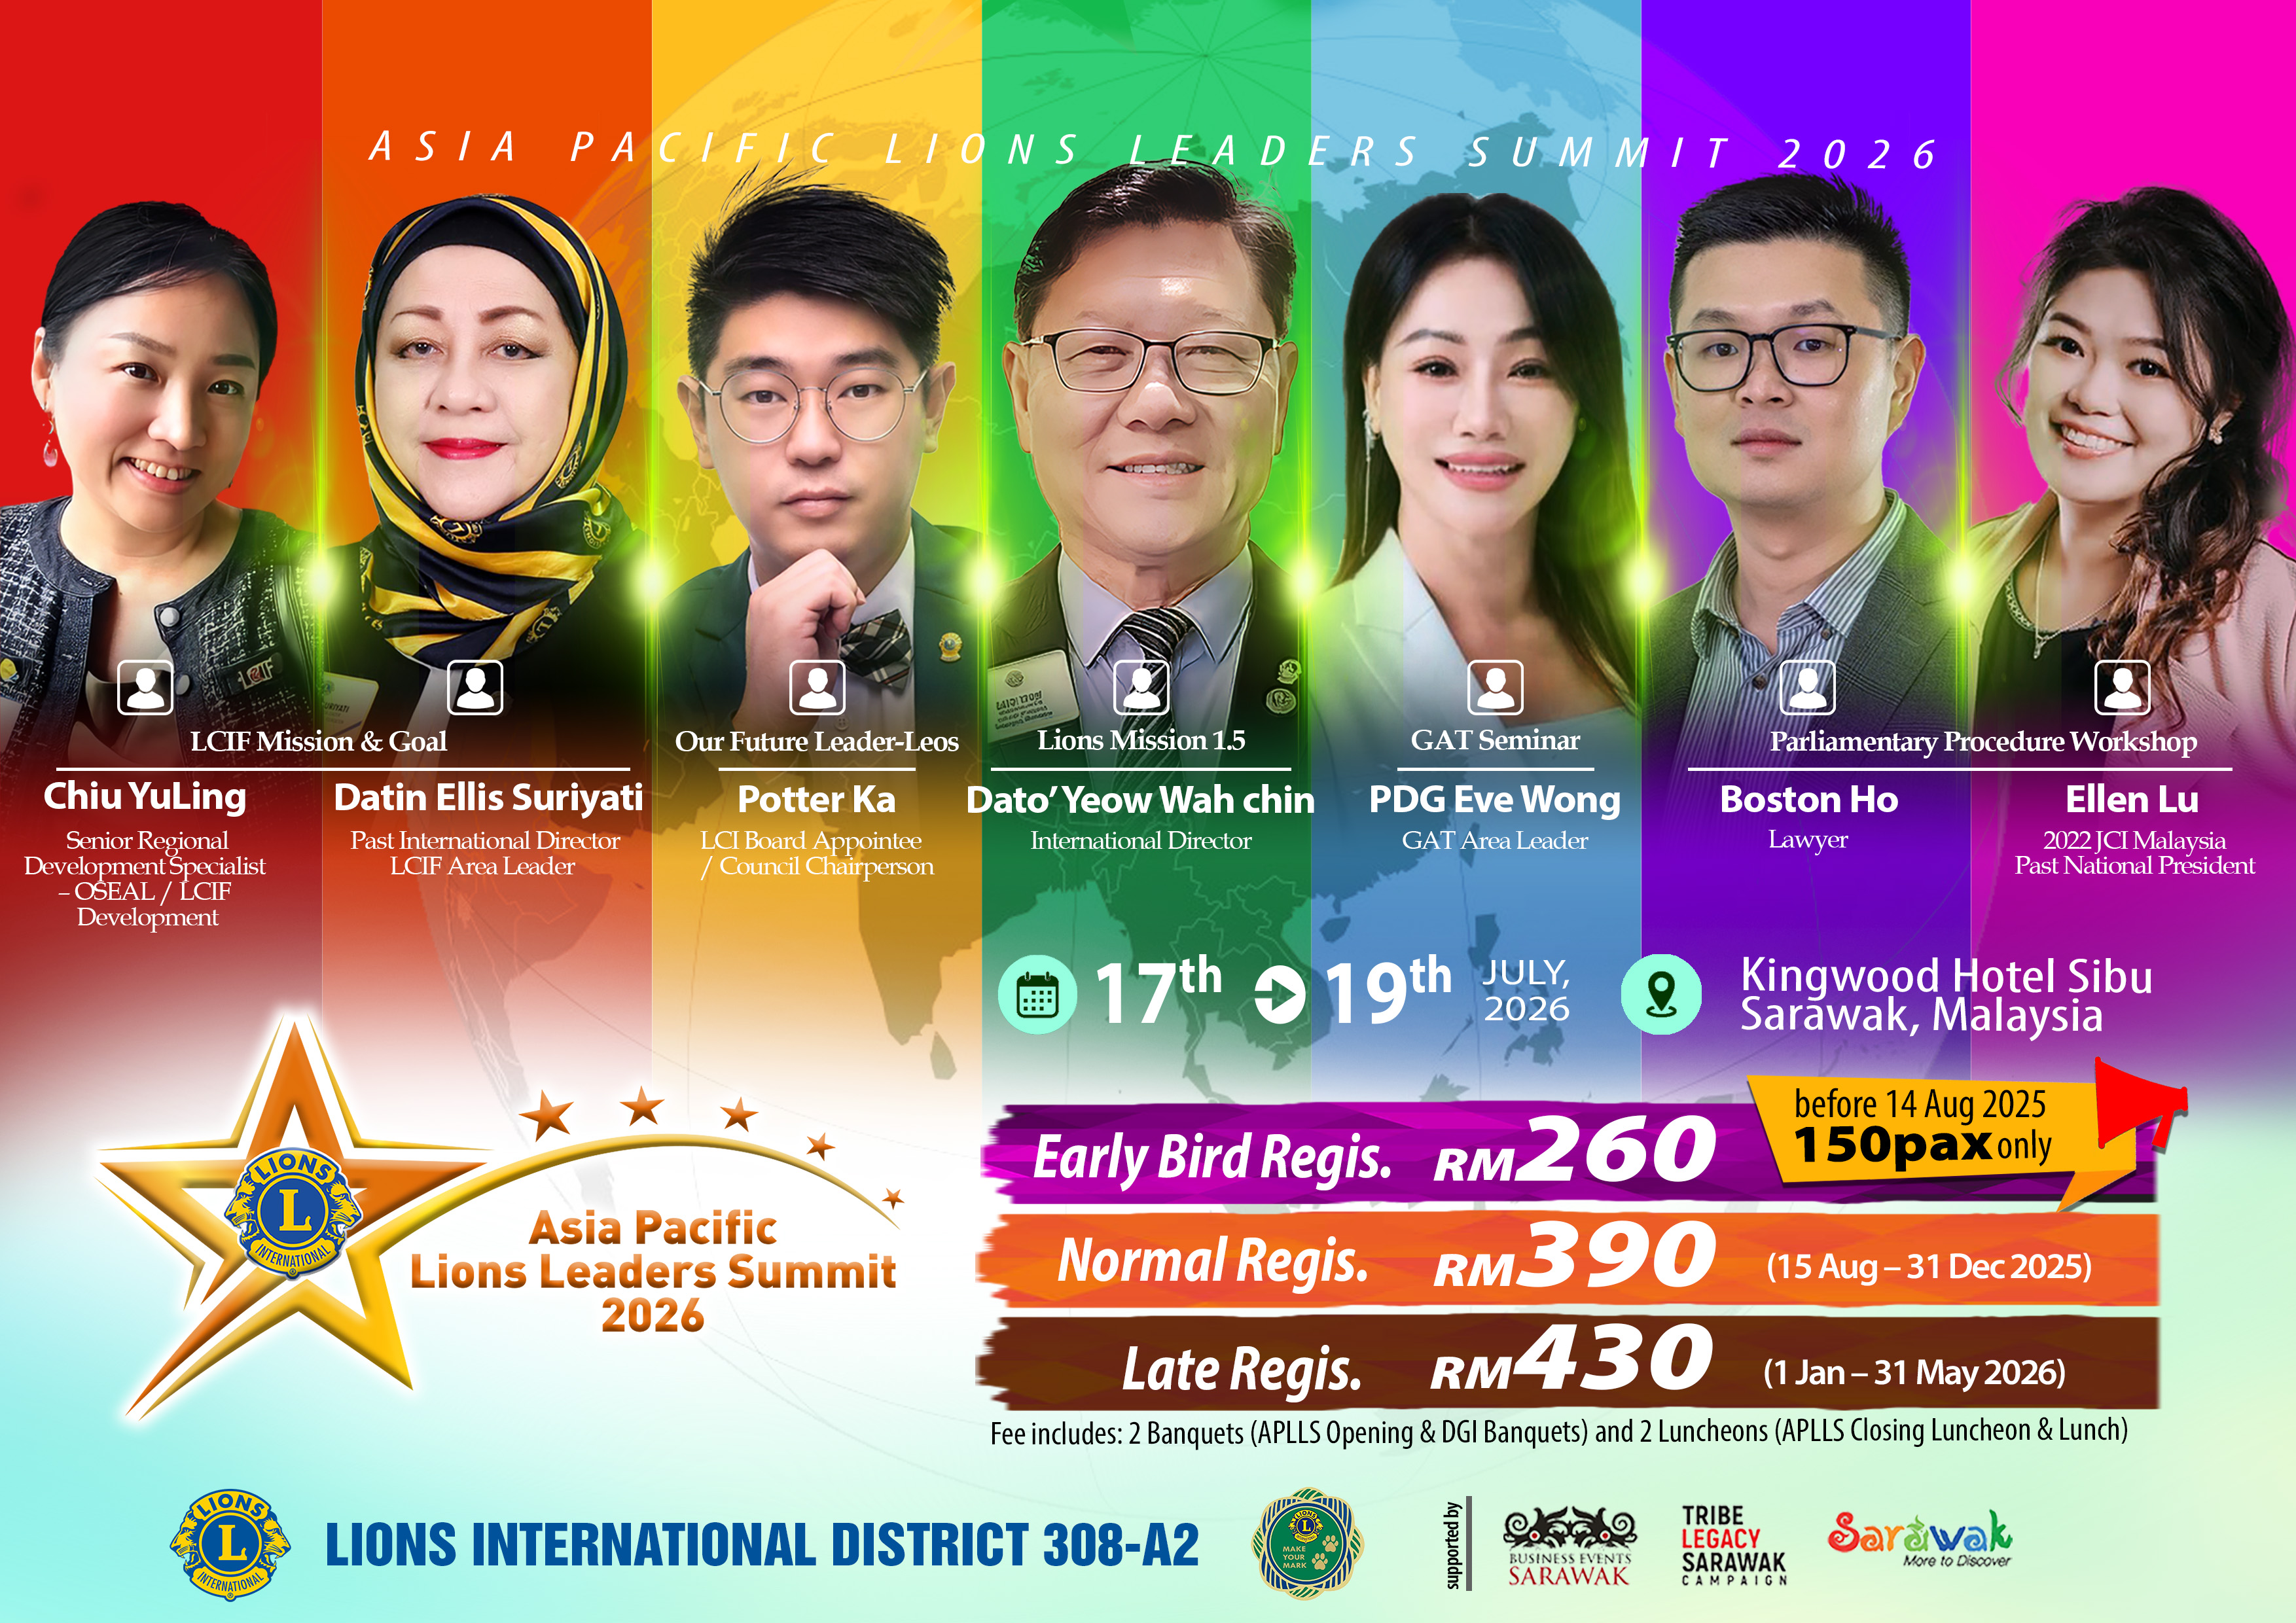 ASIA PACIFIC LIONS LEADERS SUMMIT 2026
LCIF Mission & Goal
Chiu YuLing
Senior Regional
Development Specialist
– OSEAL / LCIF
Development
Datin Ellis Suriyati
Past International Director
LCIF Area Leader
Our Future Leader-Leos
Potter Ka
LCI Board Appointee
/ Council Chairperson
Lions Mission 1.5
Dato' Yeow Wah chin
International Director
GAT Seminar
PDG Eve Wong
GAT Area Leader
Parliamentary Procedure Workshop
Boston Ho
Lawyer
Ellen Lu
2022 JCI Malaysia
Past National President
17th 19th JULY,
2026
Kingwood Hotel Sibu
Sarawak, Malaysia
LIONS
L
INTERNATIONAL
Asia Pacific
Lions Leaders Summit
2026
Early Bird Regis. RM260
before 14 Aug 2025
150pax only
Normal Regis. RM390 (15 Aug – 31 Dec 2025)
Late Regis. RM430 (1 Jan – 31 May 2026)
Fee includes: 2 Banquets (APLLS Opening & DGI Banquets) and 2 Luncheons (APLLS Closing Luncheon & Lunch)
LIONS
L
INTERNATIONAL
LIONS INTERNATIONAL DISTRICT 308-A2
MAKE
YOUR
MARK
supported by
BUSINESS EVENTS
SARAWAK
TRIBE
LEGACY
SARAWAK
CAMPAIGN
Sarawak
More to Discover